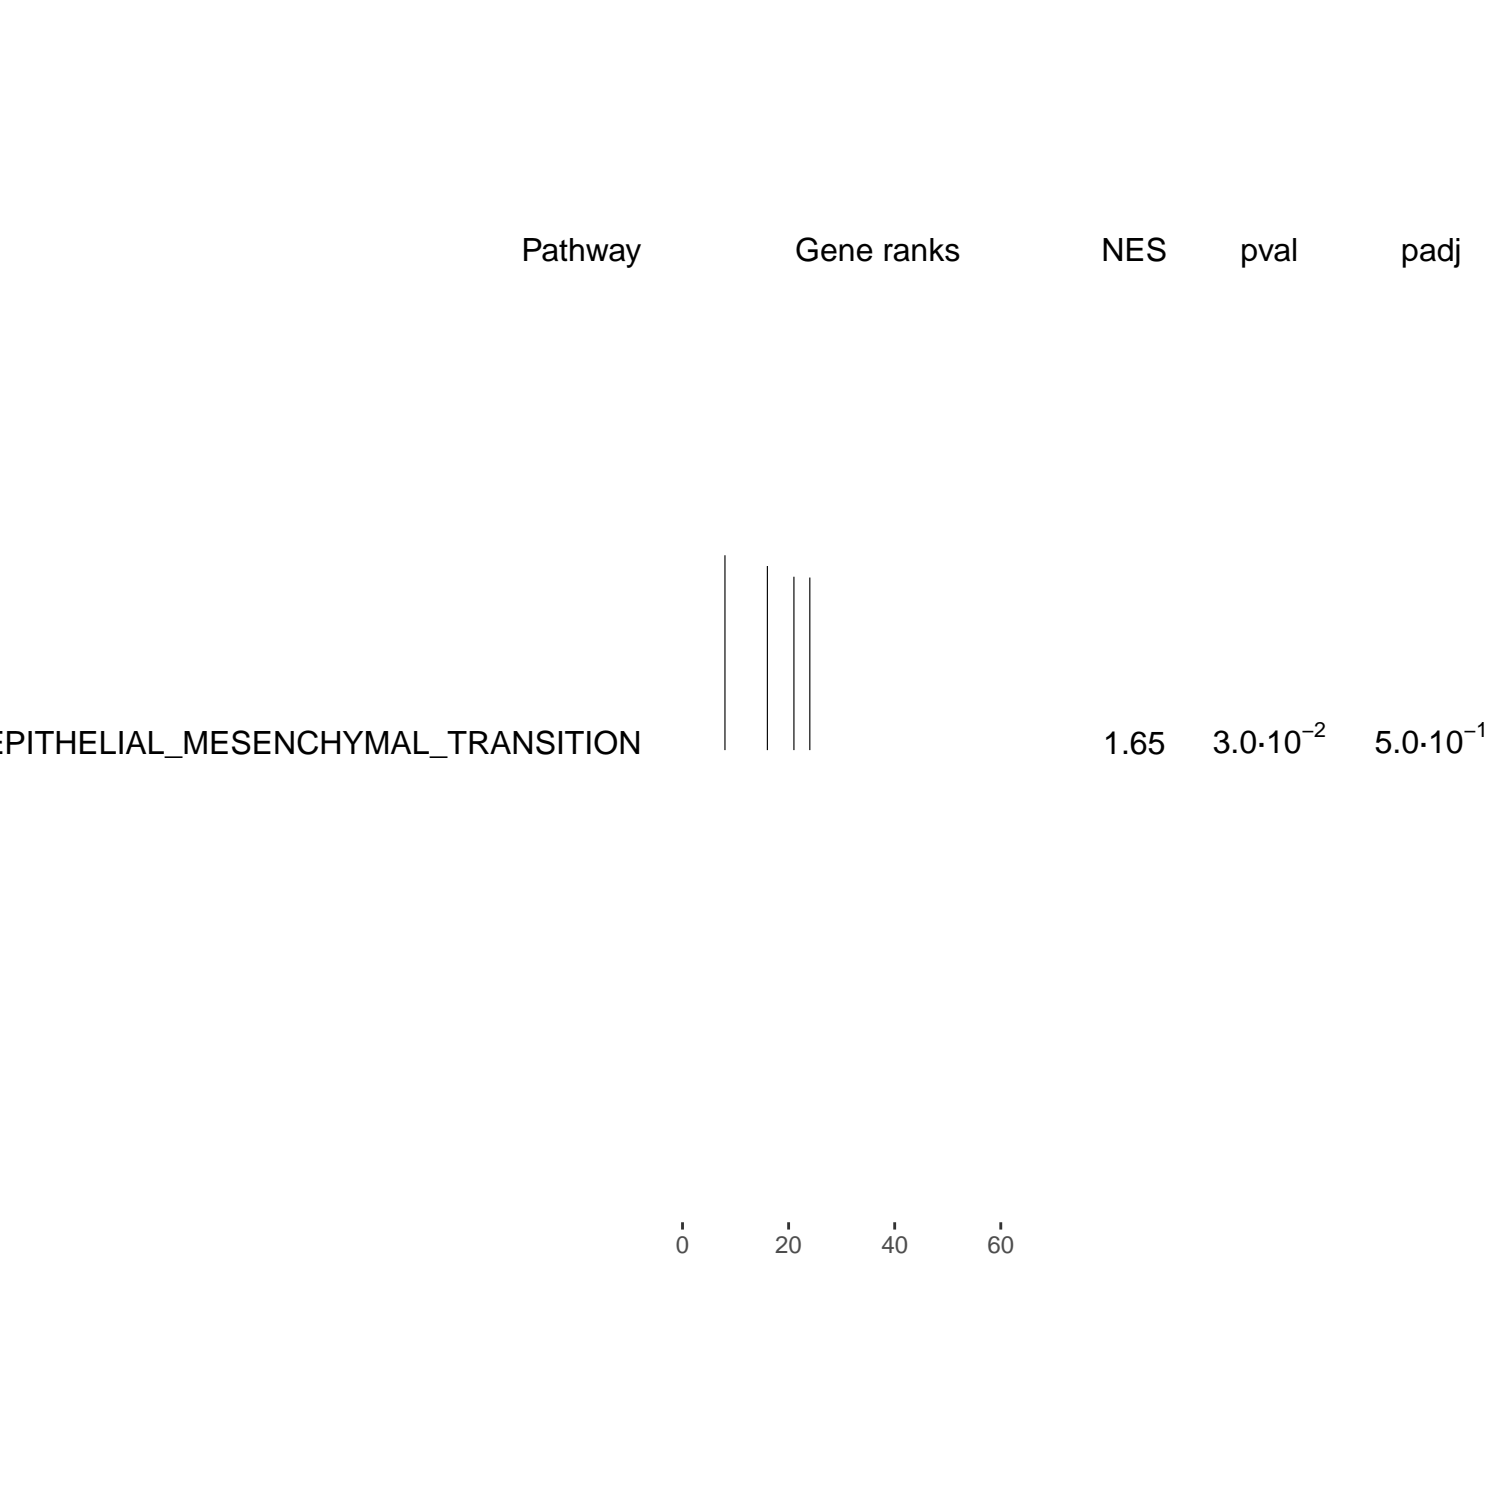 Pathway Gene ranks NES pval padj
EPITHELIAL_MESENCHYMAL_TRANSITION 1.65 3.0·10⁻² 5.0·10⁻¹
0 20 40 60